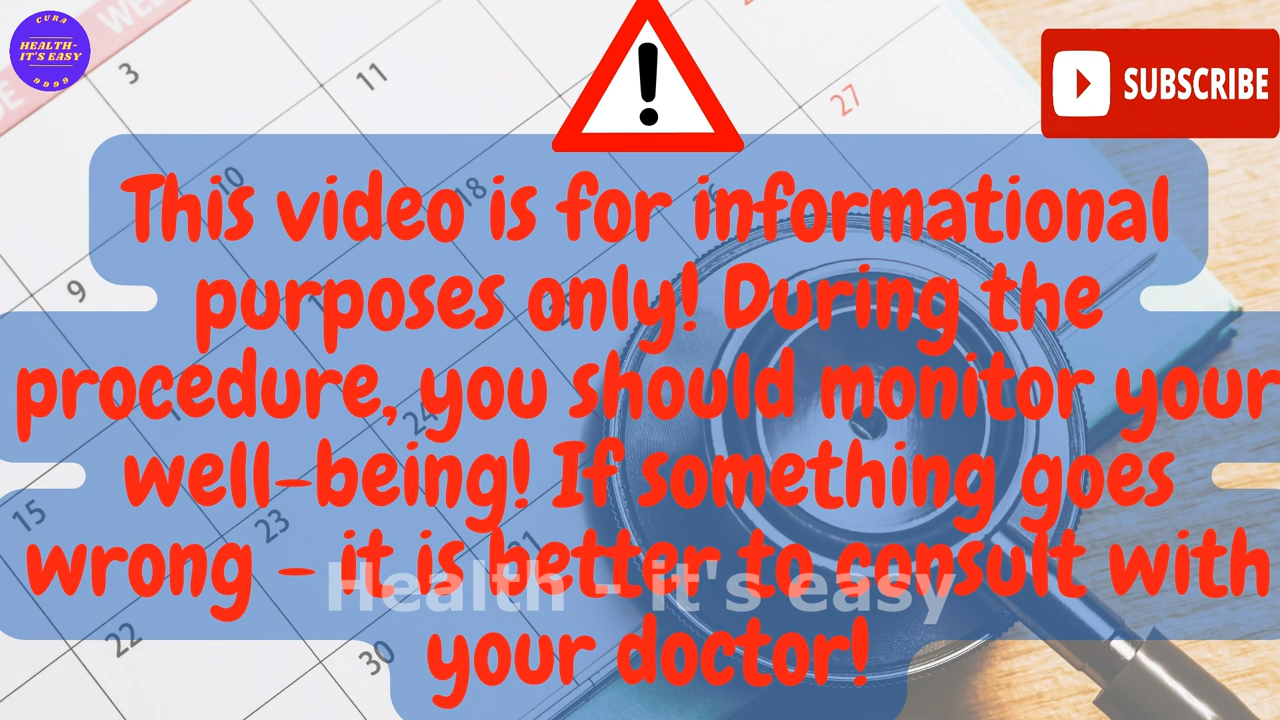 CURA
HEALTH-
IT'S EASY
9999
SUBSCRIBE
3
11
27
10
18
This video is for informational
purposes only! During the
9
procedure, you should monitor your
24
well-being! If something goes
15
23
wrong - it is better to consult with
Health - it's easy
22
30
your doctor!